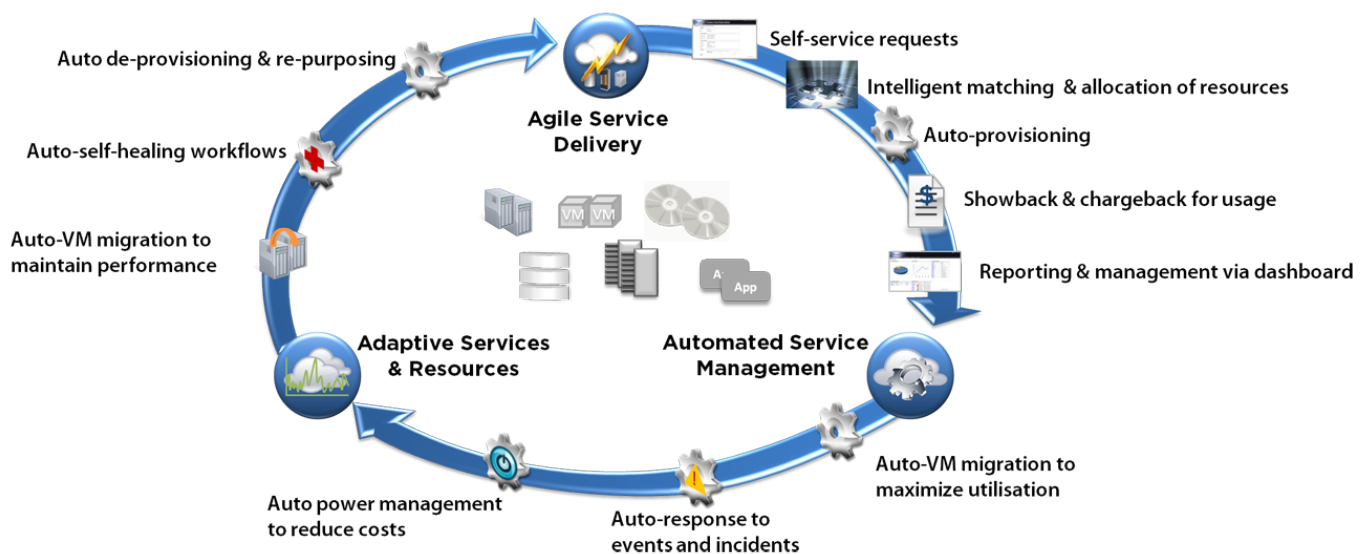 Auto de-provisioning & re-purposing
Self-service requests
Intelligent matching & allocation of resources
Agile Service
Delivery
Auto-provisioning
Auto-self-healing workflows
Showback & chargeback for usage
VM VM
$
Auto-VM migration to
maintain performance
Reporting & management via dashboard
App
Adaptive Services
& Resources
Automated Service
Management
Auto-VM migration to
maximize utilisation
Auto power management
to reduce costs
!
Auto-response to
events and incidents